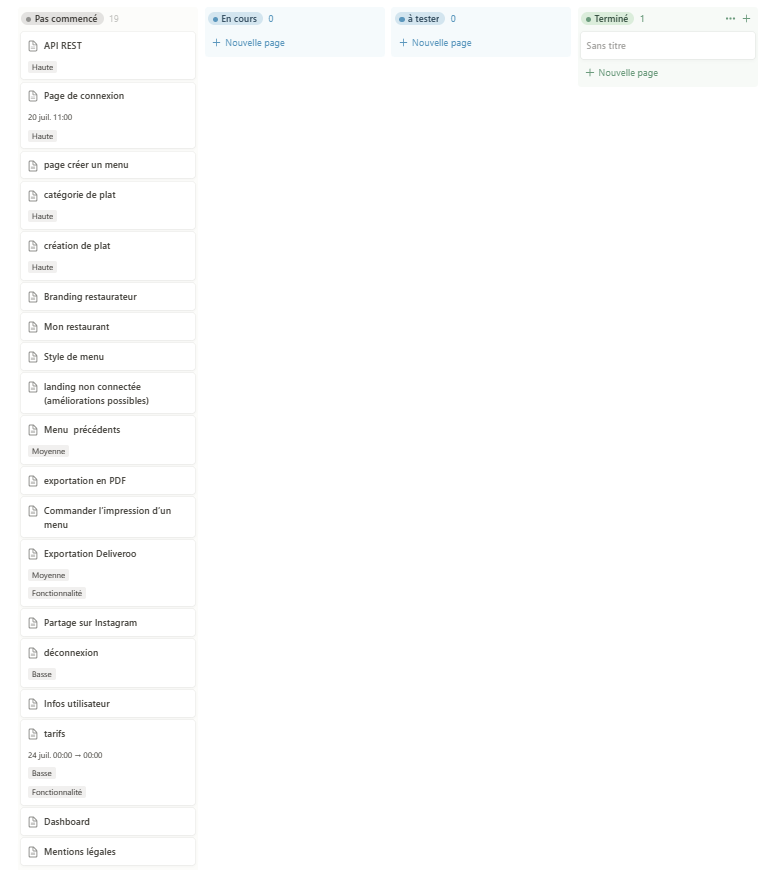 Pas commencé 19
API REST
Haute
Page de connexion
20 juil. 11:00
Haute
page créer un menu
catégorie de plat
Haute
création de plat
Haute
Branding restaurateur
Mon restaurant
Style de menu
landing non connectée
(améliorations possibles)
Menu  précédents
Moyenne
exportation en PDF
Commander l'impression d'un
menu
Exportation Deliveroo
Moyenne
Fonctionnalité
Partage sur Instagram
déconnexion
Basse
Infos utilisateur
tarifs
24 juil. 00:00 → 00:00
Basse
Fonctionnalité
Dashboard
Mentions légales
En cours 0
+ Nouvelle page
à tester 0
+ Nouvelle page
Terminé 1 ••• +
Sans titre
+ Nouvelle page